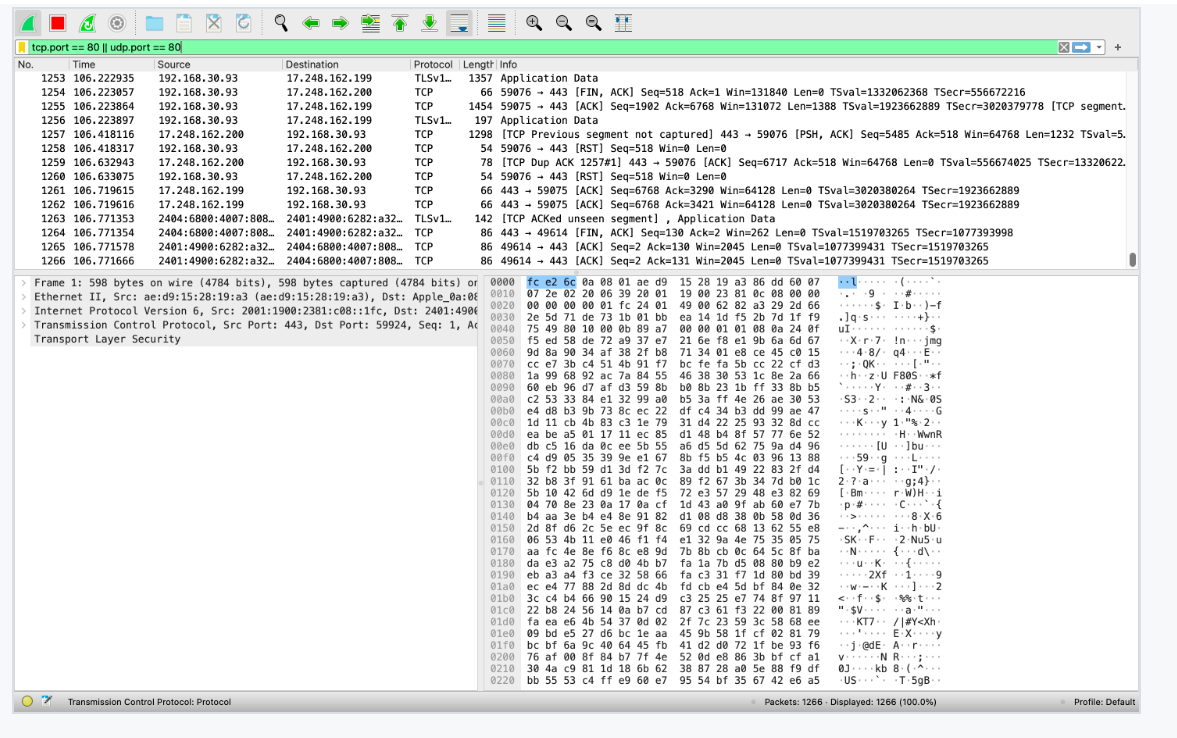 tcp.port == 80 || udp.port == 80
No. Time Source Destination Protocol Length Info
1253 106.222935 192.168.30.93 17.248.162.199 TLSv1… 1357 Application Data
1254 106.223057 192.168.30.93 17.248.162.200 TCP 66 59076 → 443 [FIN, ACK] Seq=518 Ack=1 Win=131840 Len=0 TSval=1332062368 TSecr=556672216
1255 106.223864 192.168.30.93 17.248.162.199 TCP 1454 59075 → 443 [ACK] Seq=1902 Ack=6768 Win=131072 Len=1388 TSval=1923662889 TSecr=3020379778 [TCP segment…
1256 106.223897 192.168.30.93 17.248.162.199 TLSv1… 197 Application Data
1257 106.418116 17.248.162.200 192.168.30.93 TCP 1298 [TCP Previous segment not captured] 443 → 59076 [PSH, ACK] Seq=5485 Ack=518 Win=64768 Len=1232 TSval=5…
1258 106.418317 192.168.30.93 17.248.162.200 TCP 54 59076 → 443 [RST] Seq=518 Win=0 Len=0
1259 106.632943 17.248.162.200 192.168.30.93 TCP 78 [TCP Dup ACK 1257#1] 443 → 59076 [ACK] Seq=6717 Ack=518 Win=64768 Len=0 TSval=556674025 TSecr=13320622…
1260 106.633075 192.168.30.93 17.248.162.200 TCP 54 59076 → 443 [RST] Seq=518 Win=0 Len=0
1261 106.719615 17.248.162.199 192.168.30.93 TCP 66 443 → 59075 [ACK] Seq=6768 Ack=3290 Win=64128 Len=0 TSval=3020380264 TSecr=1923662889
1262 106.719616 17.248.162.199 192.168.30.93 TCP 66 443 → 59075 [ACK] Seq=6768 Ack=3421 Win=64128 Len=0 TSval=3020380264 TSecr=1923662889
1263 106.771353 2404:6800:4007:808… 2401:4900:6282:a32… TLSv1… 142 [TCP ACKed unseen segment] , Application Data
1264 106.771354 2404:6800:4007:808… 2401:4900:6282:a32… TCP 86 443 → 49614 [FIN, ACK] Seq=130 Ack=2 Win=262 Len=0 TSval=1519703265 TSecr=1077393998
1265 106.771578 2401:4900:6282:a32… 2404:6800:4007:808… TCP 86 49614 → 443 [ACK] Seq=2 Ack=130 Win=2045 Len=0 TSval=1077399431 TSecr=1519703265
1266 106.771666 2401:4900:6282:a32… 2404:6800:4007:808… TCP 86 49614 → 443 [ACK] Seq=2 Ack=131 Win=2045 Len=0 TSval=1077399431 TSecr=1519703265
Frame 1: 598 bytes on wire (4784 bits), 598 bytes captured (4784 bits) on
Ethernet II, Src: ae:d9:15:28:19:a3 (ae:d9:15:28:19:a3), Dst: Apple_0a:08
Internet Protocol Version 6, Src: 2001:1900:2381:c08::1fc, Dst: 2401:4900
Transmission Control Protocol, Src Port: 443, Dst Port: 59924, Seq: 1, Ac
Transport Layer Security
0000 fc e2 6c 0a 08 01 ae d9 15 28 19 a3 86 dd 60 07
0010 07 2e 02 20 06 39 20 01 19 00 23 81 0c 08 00 00
0020 00 00 00 00 01 fc 24 01 49 00 62 82 a3 29 2d 66
0030 2e 5d 71 de 73 1b 01 bb ea 14 1d f5 2b 7d 1f f9
0040 75 49 80 10 00 0b 89 a7 00 00 01 01 08 0a 24 0f
0050 f5 ed 58 de 72 a9 37 e7 21 6e f8 e1 9b 6a 6d 67
0060 9d 8a 90 34 af 38 2f b8 71 34 01 e8 ce 45 c0 15
0070 cc e7 3b c4 51 4b 91 f7 bc fe fa 5b cc 22 cf d3
0080 1a 99 68 92 ac 7a 84 55 46 38 30 53 1c 8e 2a 66
0090 60 eb 96 d7 af d3 59 8b b0 8b 23 1b ff 33 8b b5
00a0 c2 53 33 84 e1 32 99 a0 b5 3a ff 4e 26 ae 30 53
00b0 e4 d8 b3 9b 73 8c ec 22 df c4 34 b3 dd 99 ae 47
00c0 1d 11 cb 4b 83 c3 1e 79 31 d4 22 25 93 32 8d cc
00d0 ea be a5 01 17 11 ec 85 d1 48 b4 8f 57 77 6e 52
00e0 db c5 16 da 0c ee 5b 55 a6 d5 5d 62 75 9a d4 96
00f0 c4 d9 05 35 39 9e e1 67 8b f5 b5 4c 03 96 13 88
0100 5b f2 bb 59 d1 3d f2 7c 3a dd b1 49 22 83 2f d4
0110 32 b8 3f 91 61 ba ac 0c 89 f2 67 3b 34 7d b0 1c
0120 5b 10 42 6d d9 1e de f5 72 e3 57 29 48 e3 82 69
0130 04 70 8e 23 0a 17 0a cf 1d 43 a0 9f ab 60 e7 7b
0140 b4 aa 3e b4 e4 8e 91 82 d1 08 d8 38 0b 58 0d 36
0150 2d 8f d6 2c 5e ec 9f 8c 69 cd cc 68 13 62 55 e8
0160 06 53 4b 11 e0 46 f1 f4 e1 32 9a 4e 75 35 05 75
0170 aa fc 4e 8e f6 8c e8 9d 7b 8b cb 0c 64 5c 8f ba
0180 da e3 a2 75 c8 d0 4b b7 fa 1a 7b d5 08 80 b9 e2
0190 eb a3 a4 f3 ce 32 58 66 fa c3 31 f7 1d 80 bd 39
01a0 ec e4 77 88 2d 8d dc 4b fd cb e4 5d bf 84 0e 32
01b0 3c c4 b4 66 90 15 24 d9 c3 25 25 e7 74 8f 97 11
01c0 22 b8 24 56 14 0a b7 cd 87 c3 61 f3 22 00 81 89
01d0 fa ea e6 4b 54 37 0d 02 2f 7c 23 59 3c 58 68 ee
01e0 09 bd e5 27 d6 bc 1e aa 45 9b 58 1f cf 02 81 79
01f0 bc bf 6a 9c 40 64 45 fb 41 d2 d0 72 1f be 93 f6
0200 76 af 00 8f 84 b7 7f 4e 52 0d e8 86 3b bf cf a1
0210 30 4a c9 81 1d 18 6b 62 38 87 28 a0 5e 88 f9 df
0220 bb 55 53 c4 ff e9 60 e7 95 54 bf 35 67 42 e6 a5
Transmission Control Protocol: Protocol
Packets: 1266 · Displayed: 1266 (100.0%)
Profile: Default